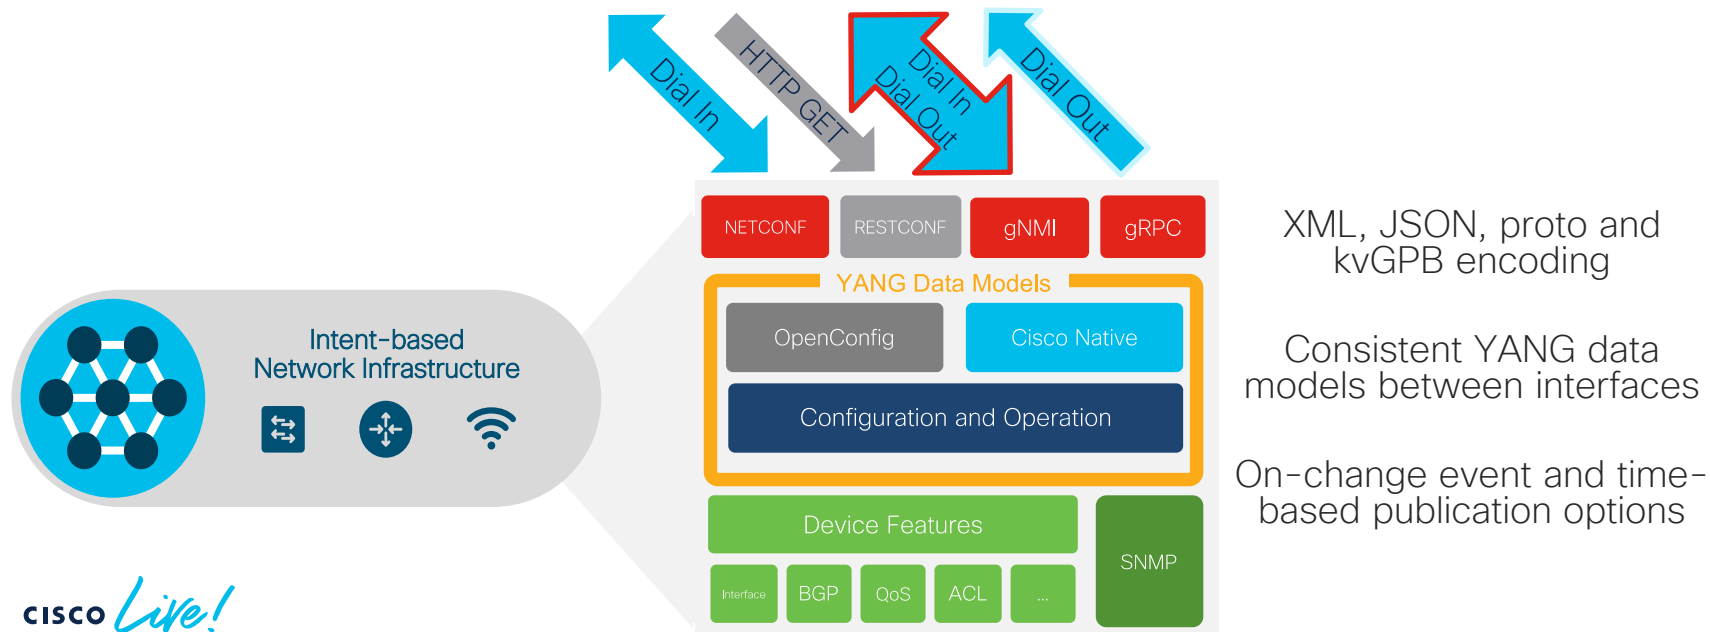 Dial In
HTTP GET
Dial In
Dial Out
Dial Out
NETCONF
RESTCONF
gNMI
gRPC
YANG Data Models
OpenConfig
Cisco Native
Configuration and Operation
Device Features
Interface
BGP
QoS
ACL
...
SNMP
Intent-based
Network Infrastructure
XML, JSON, proto and
kvGPB encoding
Consistent YANG data
models between interfaces
On-change event and time-
based publication options
CISCO Live!